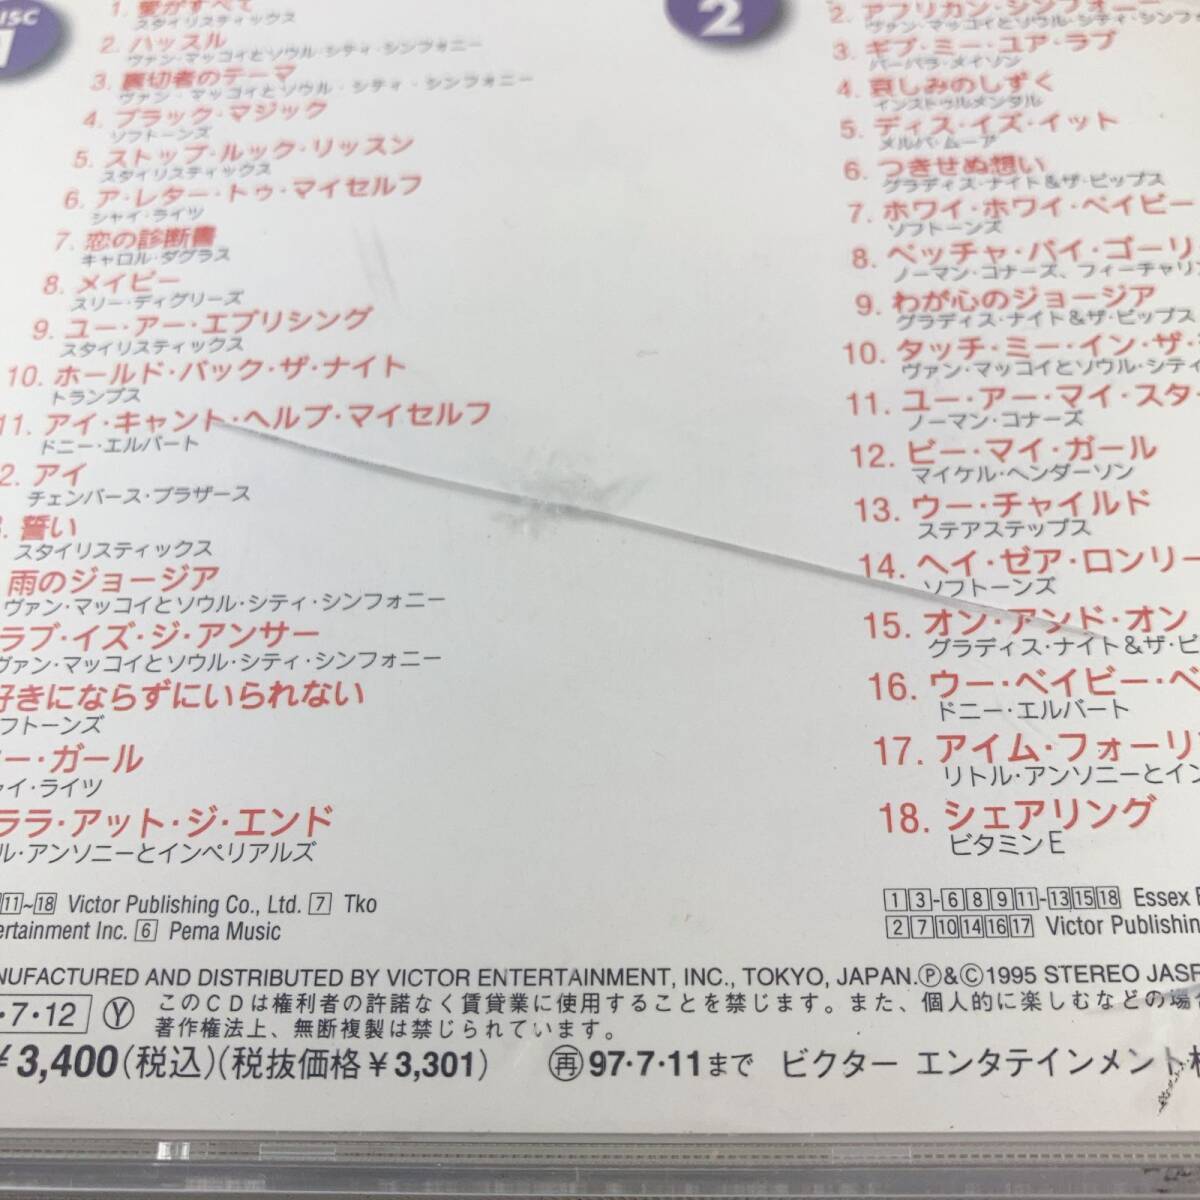 DISC
1
1. 愛がすべて
スタイリスティックス
2. ハッスル
ヴァン・マッコイとソウル・シティ・シンフォニー
3. 裏切者のテーマ
ヴァン・マッコイとソウル・シティ・シンフォニー
4. ブラック・マジック
ソフトーンズ
5. ストップ・ルック・リッスン
スタイリスティックス
6. ア・レター・トゥ・マイセルフ
シャイ・ライツ
7. 恋の診断書
キャロル・ダグラス
8. メイビー
スリー・ディグリーズ
9. ユー・アー・エブリシング
スタイリスティックス
10. ホールド・バック・ザ・ナイト
トランプス
11. アイ・キャント・ヘルプ・マイセルフ
ドニー・エルバート
2. アイ
チェンバース・ブラザース
3. 誓い
スタイリスティックス
雨のジョージア
ヴァン・マッコイとソウル・シティ・シンフォニー
ラブ・イズ・ジ・アンサー
ヴァン・マッコイとソウル・シティ・シンフォニー
好きにならずにいられない
フトーンズ
ー・ガール
ャイ・ライツ
ララ・アット・ジ・エンド
ル・アンソニーとインペリアルズ
2
2. アフリカン・シンフォニー
ヴァン・マッコイとソウル・シティ・シンフォ
3. ギブ・ミー・ユア・ラブ
バーバラ・メイソン
4. 哀しみのしずく
インストゥルメンタル
5. ディス・イズ・イット
メルバ・ムーア
6. つきせぬ想い
グラディス・ナイト&ザ・ピップス
7. ホワイ・ホワイ・ベイビー
ソフトーンズ
8. ベッチャ・バイ・ゴーリ
ノーマン・コナーズ、フィーチャリン
9. わが心のジョージア
グラディス・ナイト&ザ・ピップス
10. タッチ・ミー・イン・ザ・
ヴァン・マッコイとソウル・シティ
11. ユー・アー・マイ・スター
ノーマン・コナーズ
12. ビー・マイ・ガール
マイケル・ヘンダーソン
13. ウー・チャイルド
ステアステップス
14. ヘイ・ゼア・ロンリー
ソフトーンズ
15. オン・アンド・オン
グラディス・ナイト&ザ・ピ
16. ウー・ベイビー・ベ
ドニー・エルバート
17. アイム・フォーリン
リトル・アンソニーとイン
18. シェアリング
ビタミンE
11~18 Victor Publishing Co., Ltd. 7 Tko
ertainment Inc. 6 Pema Music
1 3-6 8 9 11-13 15 18 Essex
2 7 10 14 16 17 Victor Publishing
NUFACTURED AND DISTRIBUTED BY VICTOR ENTERTAINMENT, INC., TOKYO, JAPAN.Ⓟ&Ⓒ1995 STEREO JASR
・7・12 Ⓨ このCDは権利者の許諾なく賃貸業に使用することを禁じます。また、個人的に楽しむなどの場
著作権法上、無断複製は禁じられています。
¥3,400(税込)(税抜価格¥3,301) 再97・7・11まで ビクター エンタテインメント株